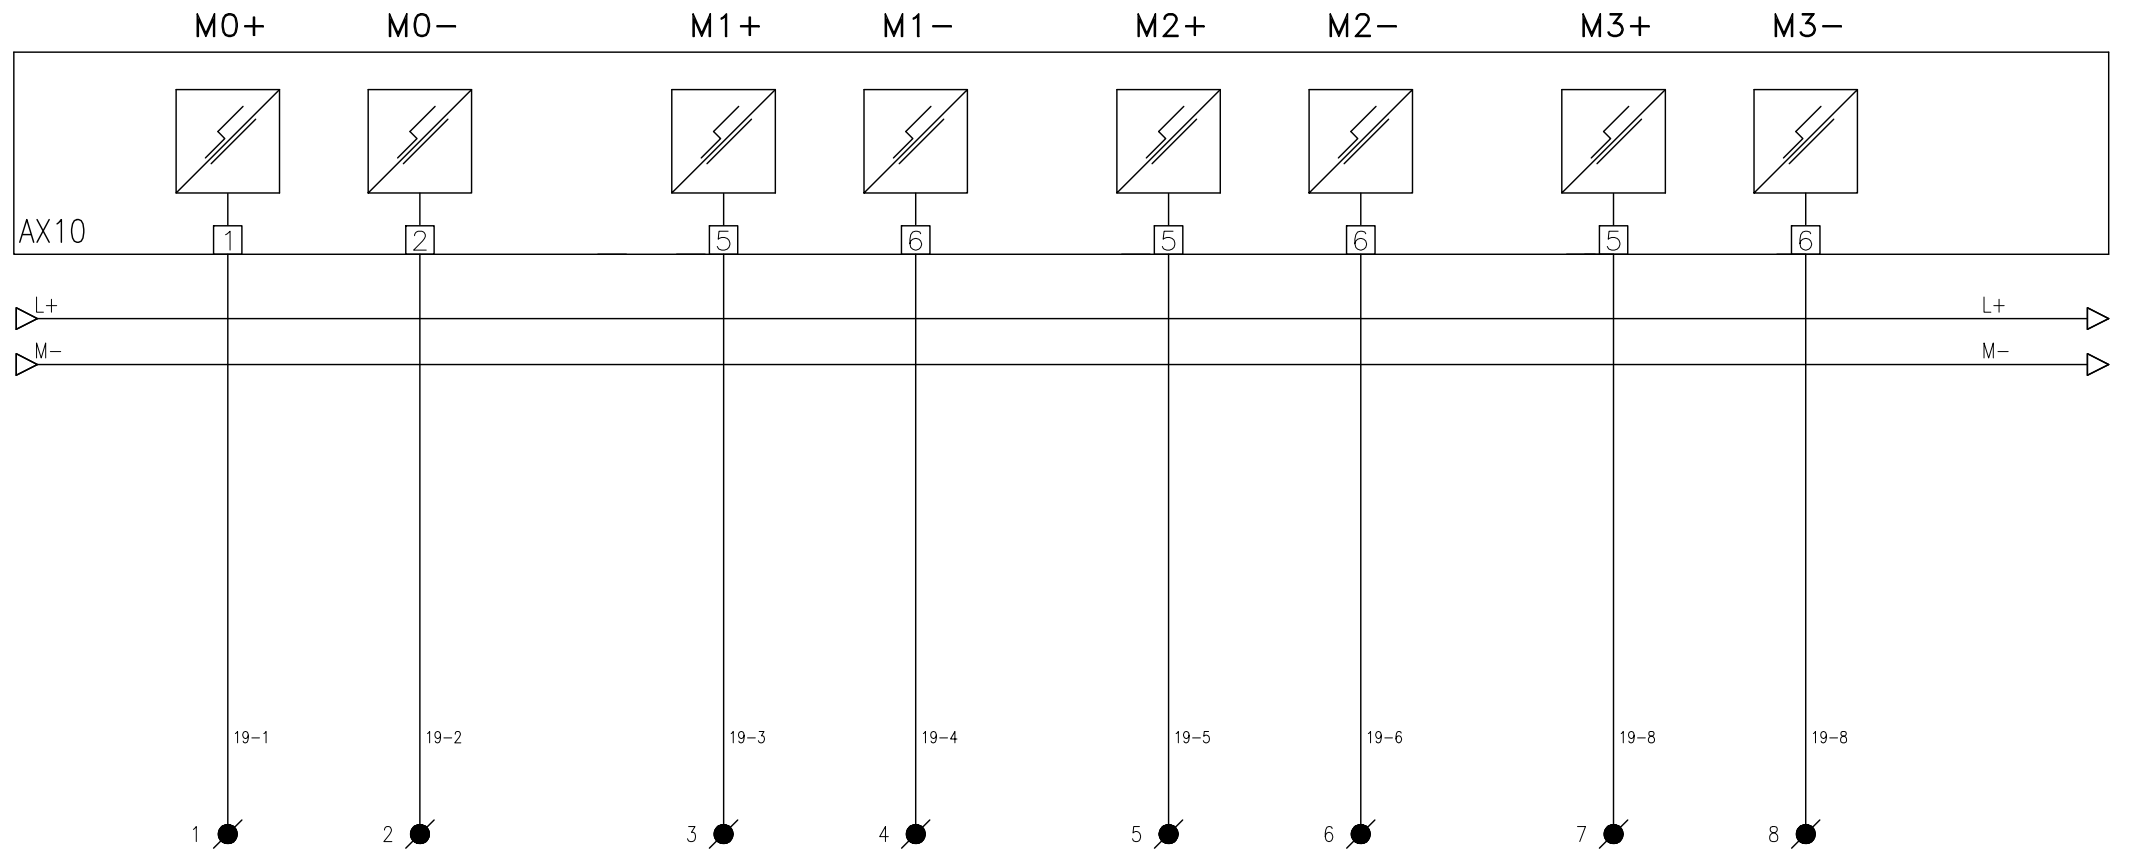 M0+ M0- M1+ M1- M2+ M2- M3+ M3-
AX10 1 2 5 6 5 6 5 6
L+ L+
M- M-
19-1 19-2 19-3 19-4 19-5 19-6 19-8 19-8
1 2 3 4 5 6 7 8